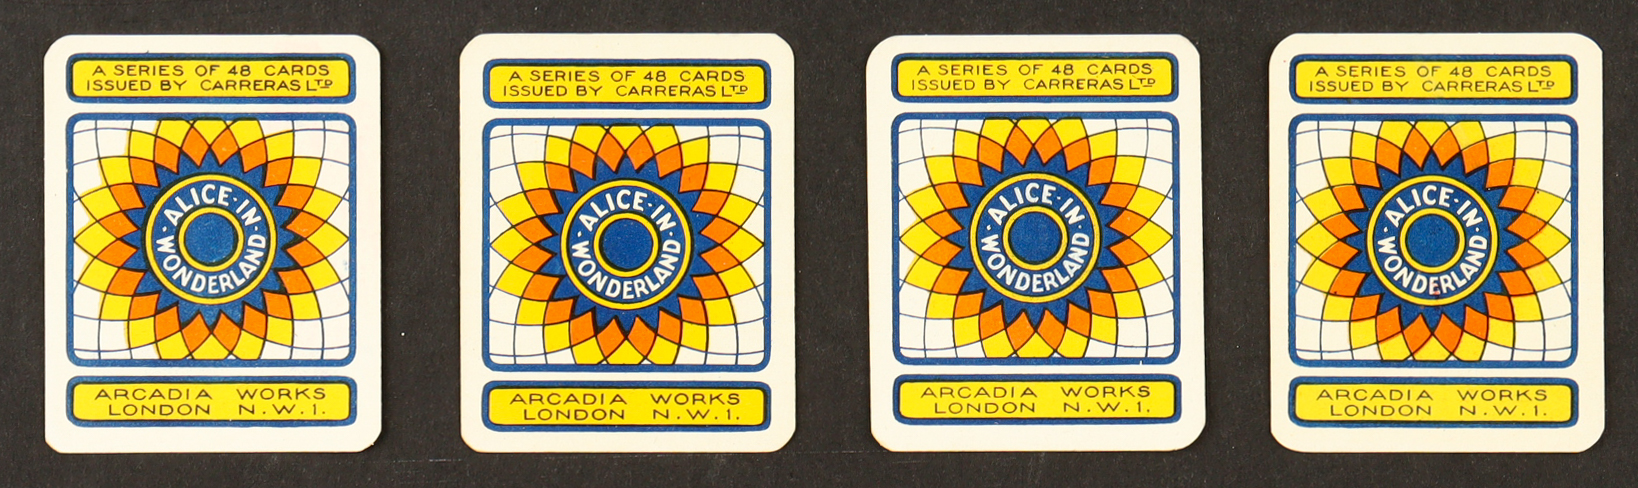 A SERIES OF 48 CARDS
ISSUED BY CARRERAS LTD
·ALICE·IN·
WONDERLAND
ARCADIA WORKS
LONDON N.W.1.
A SERIES OF 48 CARDS
ISSUED BY CARRERAS LTD
·ALICE·IN·
WONDERLAND
ARCADIA WORKS
LONDON N.W.1.
A SERIES OF 48 CARDS
ISSUED BY CARRERAS LTD
·ALICE·IN·
WONDERLAND
ARCADIA WORKS
LONDON N.W.1.
A SERIES OF 48 CARDS
ISSUED BY CARRERAS LTD
·ALICE·IN·
WONDERLAND
ARCADIA WORKS
LONDON N.W.1.